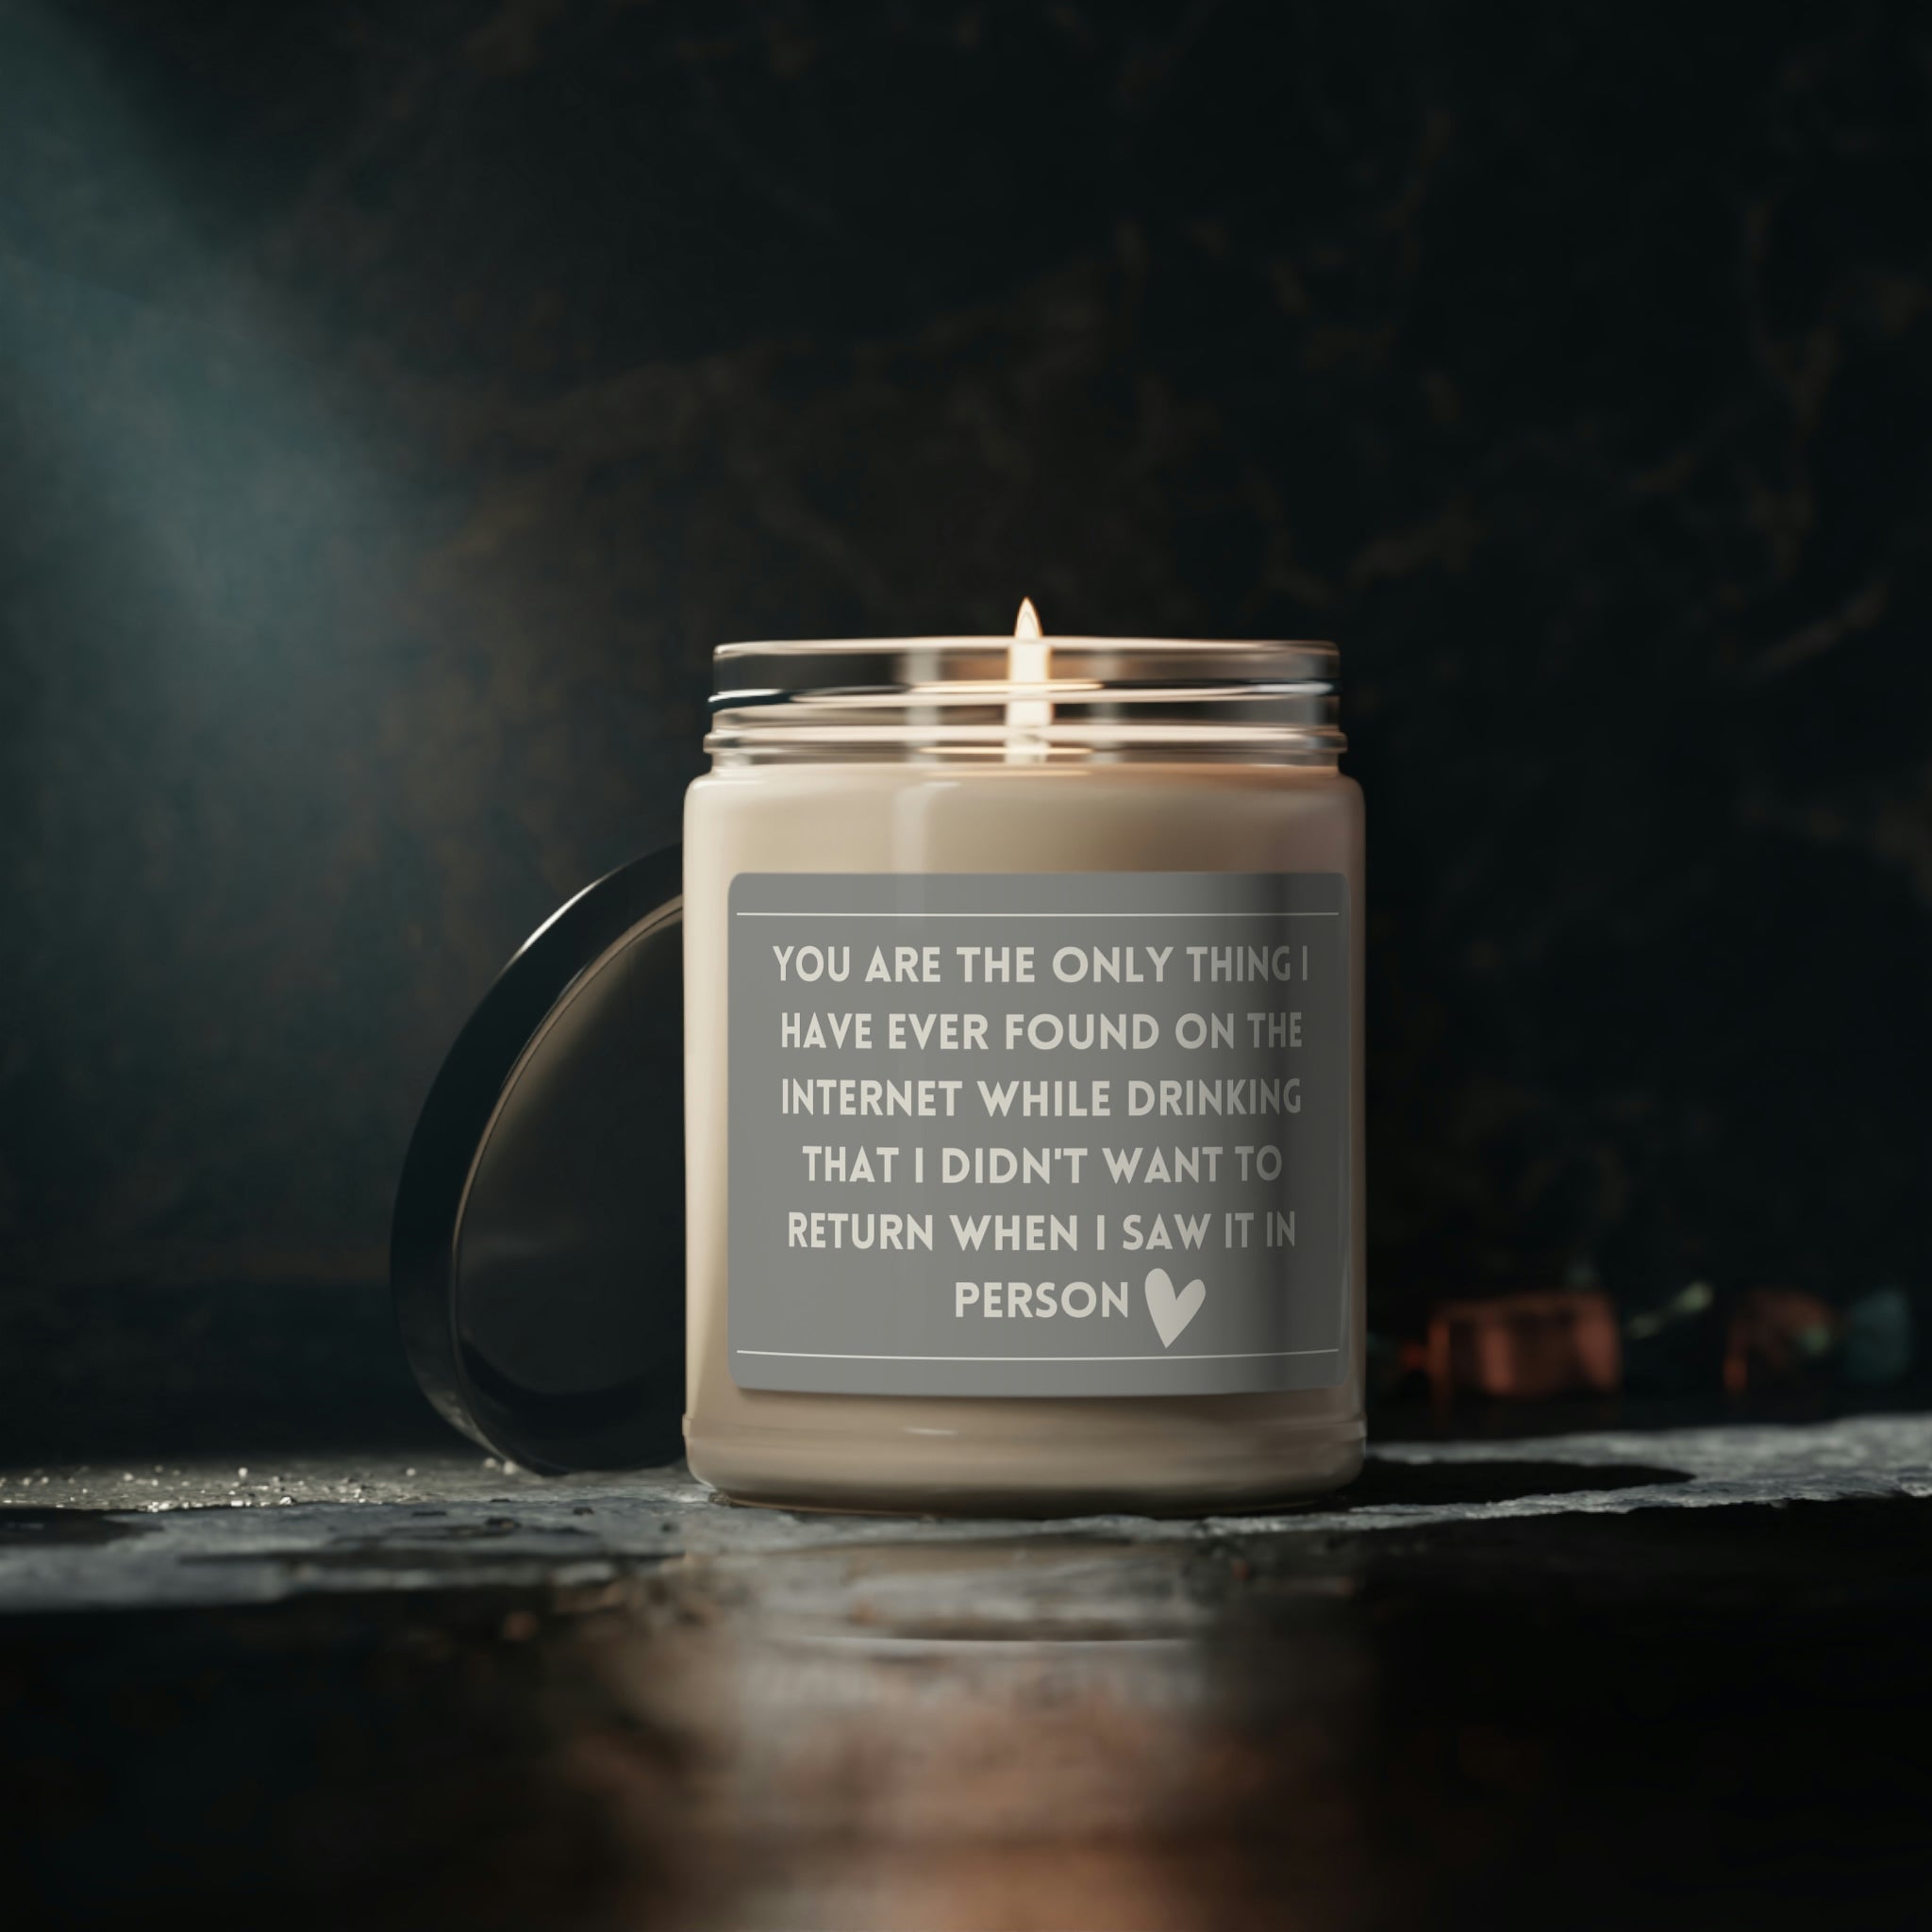 YOU ARE THE ONLY THING I
HAVE EVER FOUND ON THE
INTERNET WHILE DRINKING
THAT I DIDN'T WANT TO
RETURN WHEN I SAW IT IN
PERSON